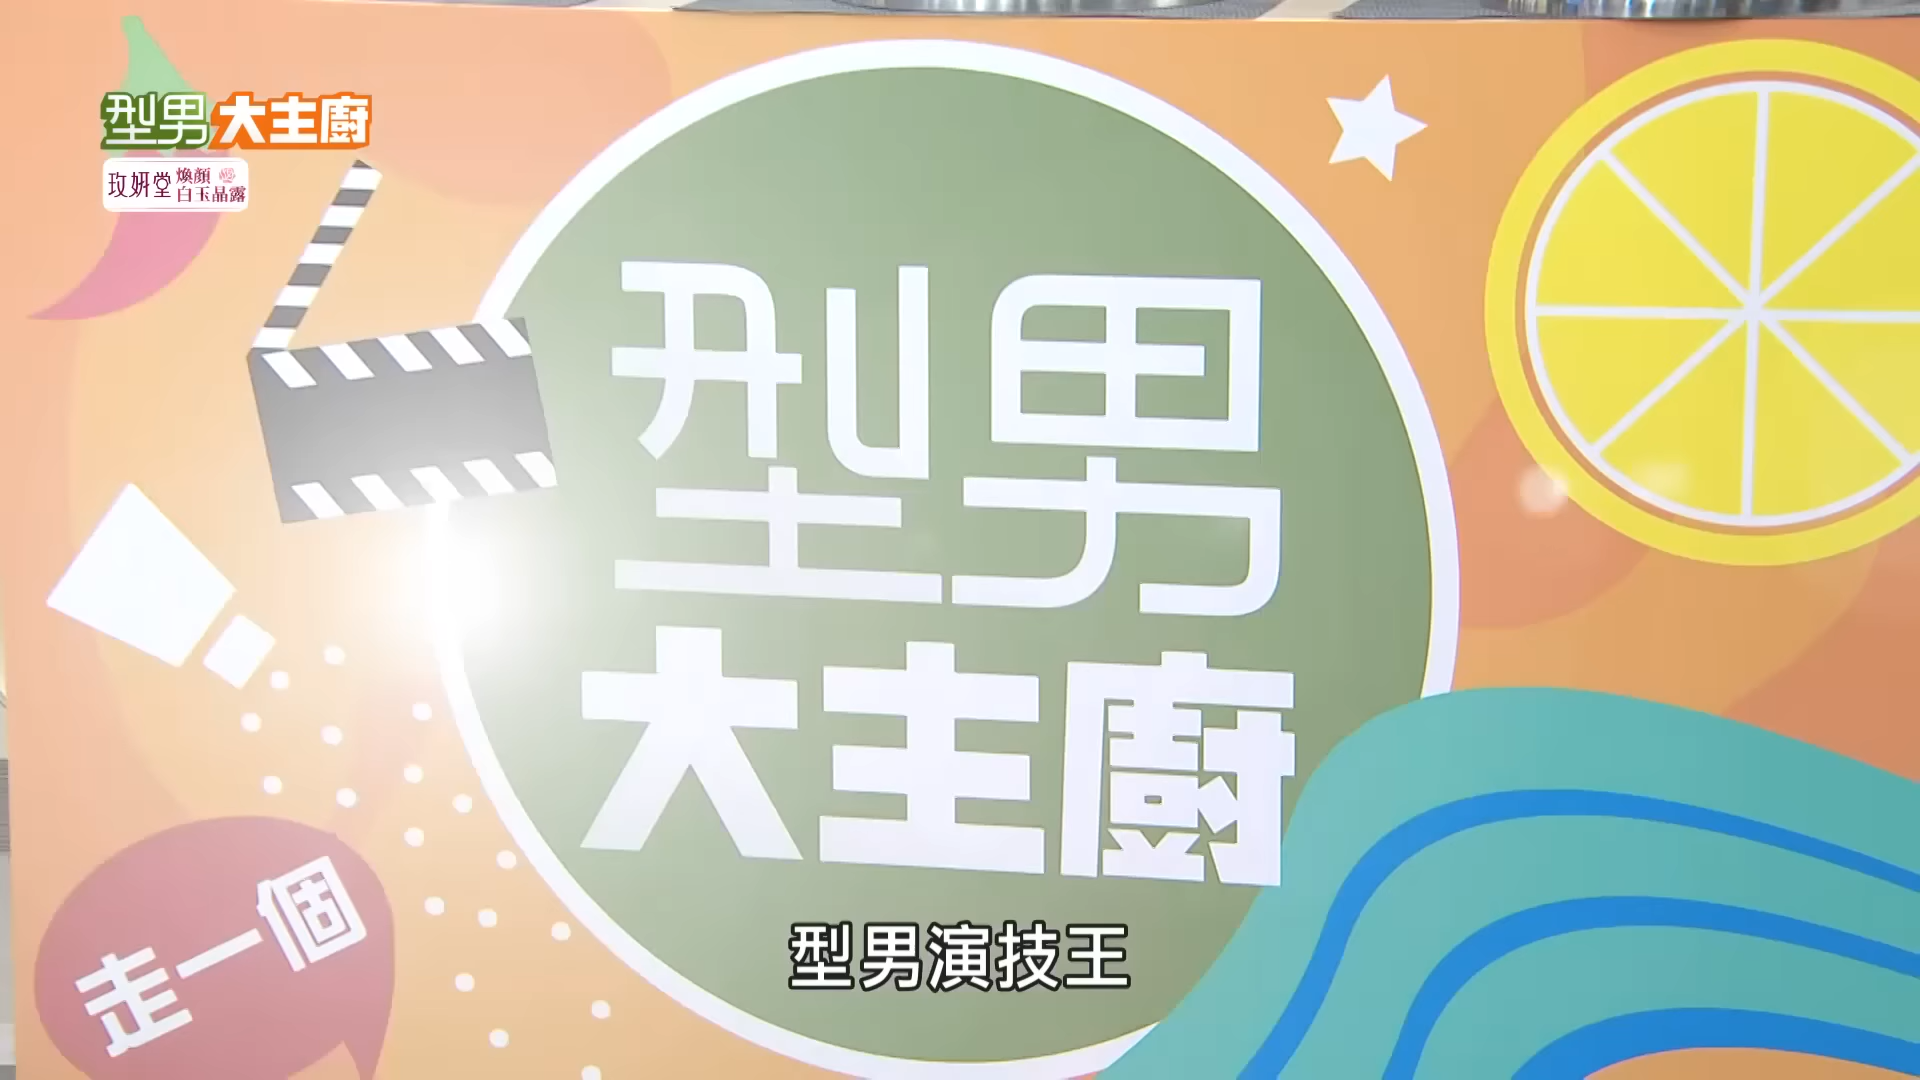 型男大主廚
玫妍堂 煥顏
白玉晶露
型男
大主廚
走一個
型男演技王